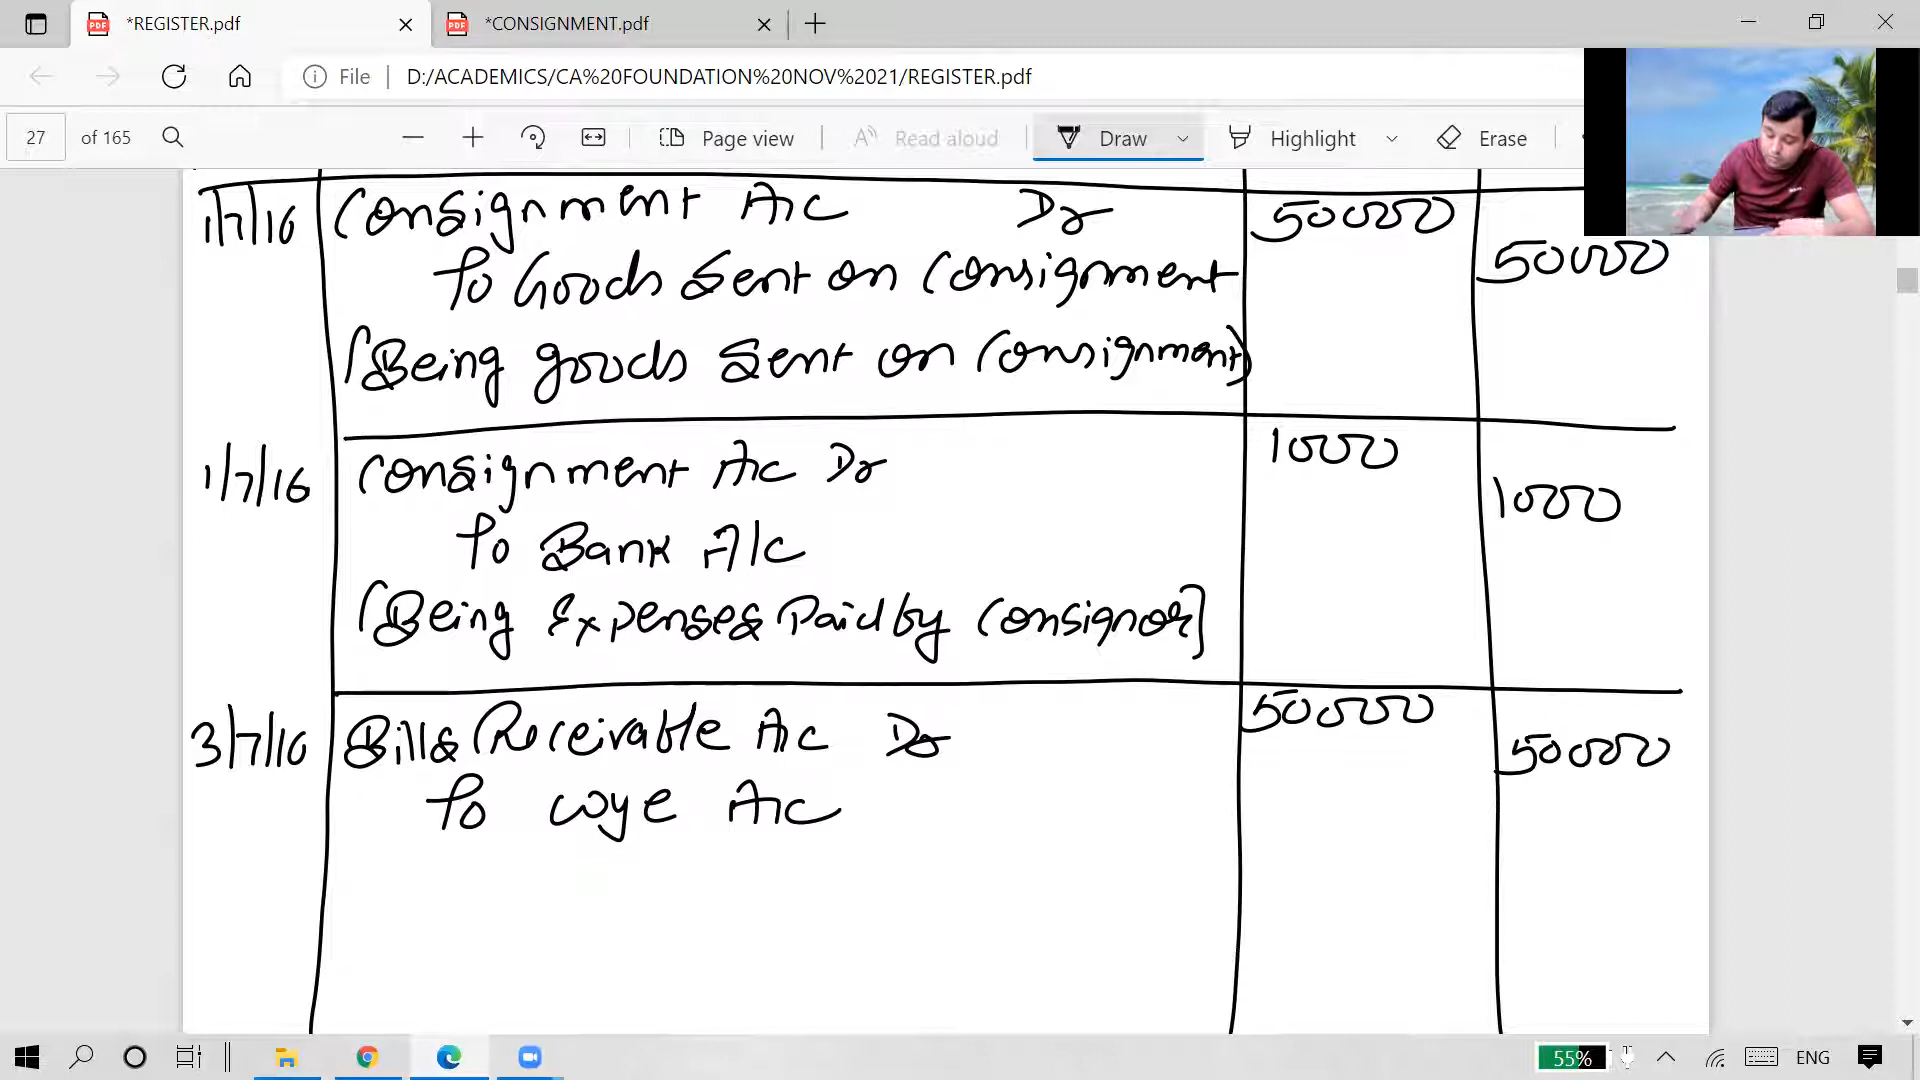 *REGISTER.pdf
*CONSIGNMENT.pdf
File D:/ACADEMICS/CA%20FOUNDATION%20NOV%2021/REGISTER.pdf
27 of 165 Page view Read aloud Draw Highlight Erase
1/7/16 Consignment A/c Dr 50000
To Goods sent on Consignment 50000
(Being goods sent on Consignment)
1/7/16 Consignment A/c Dr 1000
To Bank A/c 1000
(Being Expenses Paid by Consignor]
3/7/16 Bills Receivable A/c Dr 50000
To Coye A/c 50000
55% ENG